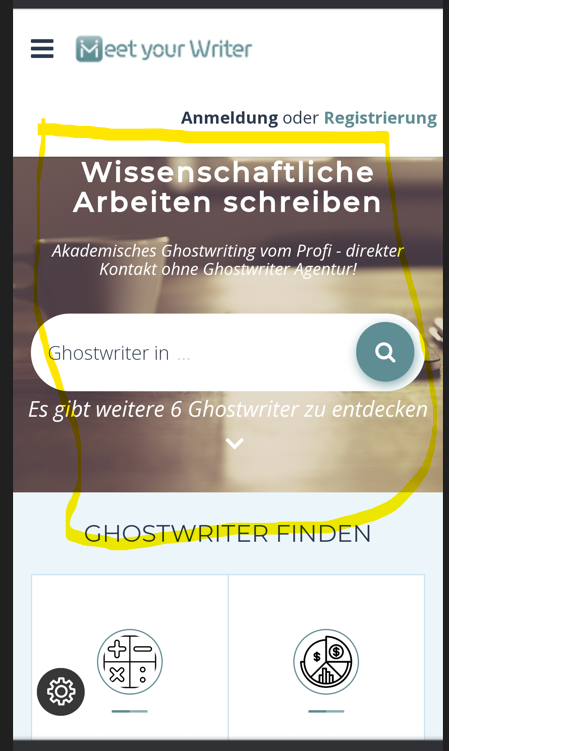 Meet your Writer
Anmeldung oder Registrierung
Wissenschaftliche
Arbeiten schreiben
Akademisches Ghostwriting vom Profi - direkter
Kontakt ohne Ghostwriter Agentur!
Ghostwriter in ...
Es gibt weitere 6 Ghostwriter zu entdecken
GHOSTWRITER FINDEN